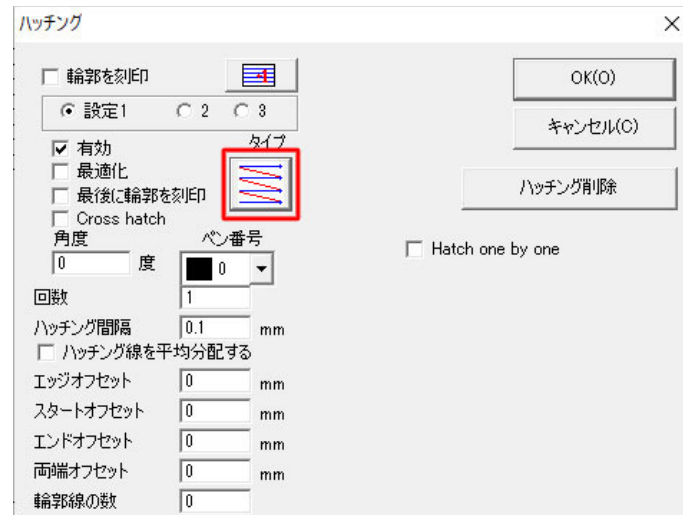 ハッチング
輪郭を刻印
設定1 2 3
有効
タイプ
最適化
最後に輪郭を刻印
Cross hatch
角度 ペン番号
0 度 0
回数 1
ハッチング間隔 0.1 mm
ハッチング線を平均分配する
エッジオフセット 0 mm
スタートオフセット 0 mm
エンドオフセット 0 mm
両端オフセット 0 mm
輪郭線の数 0
OK(O)
キャンセル(C)
ハッチング削除
Hatch one by one